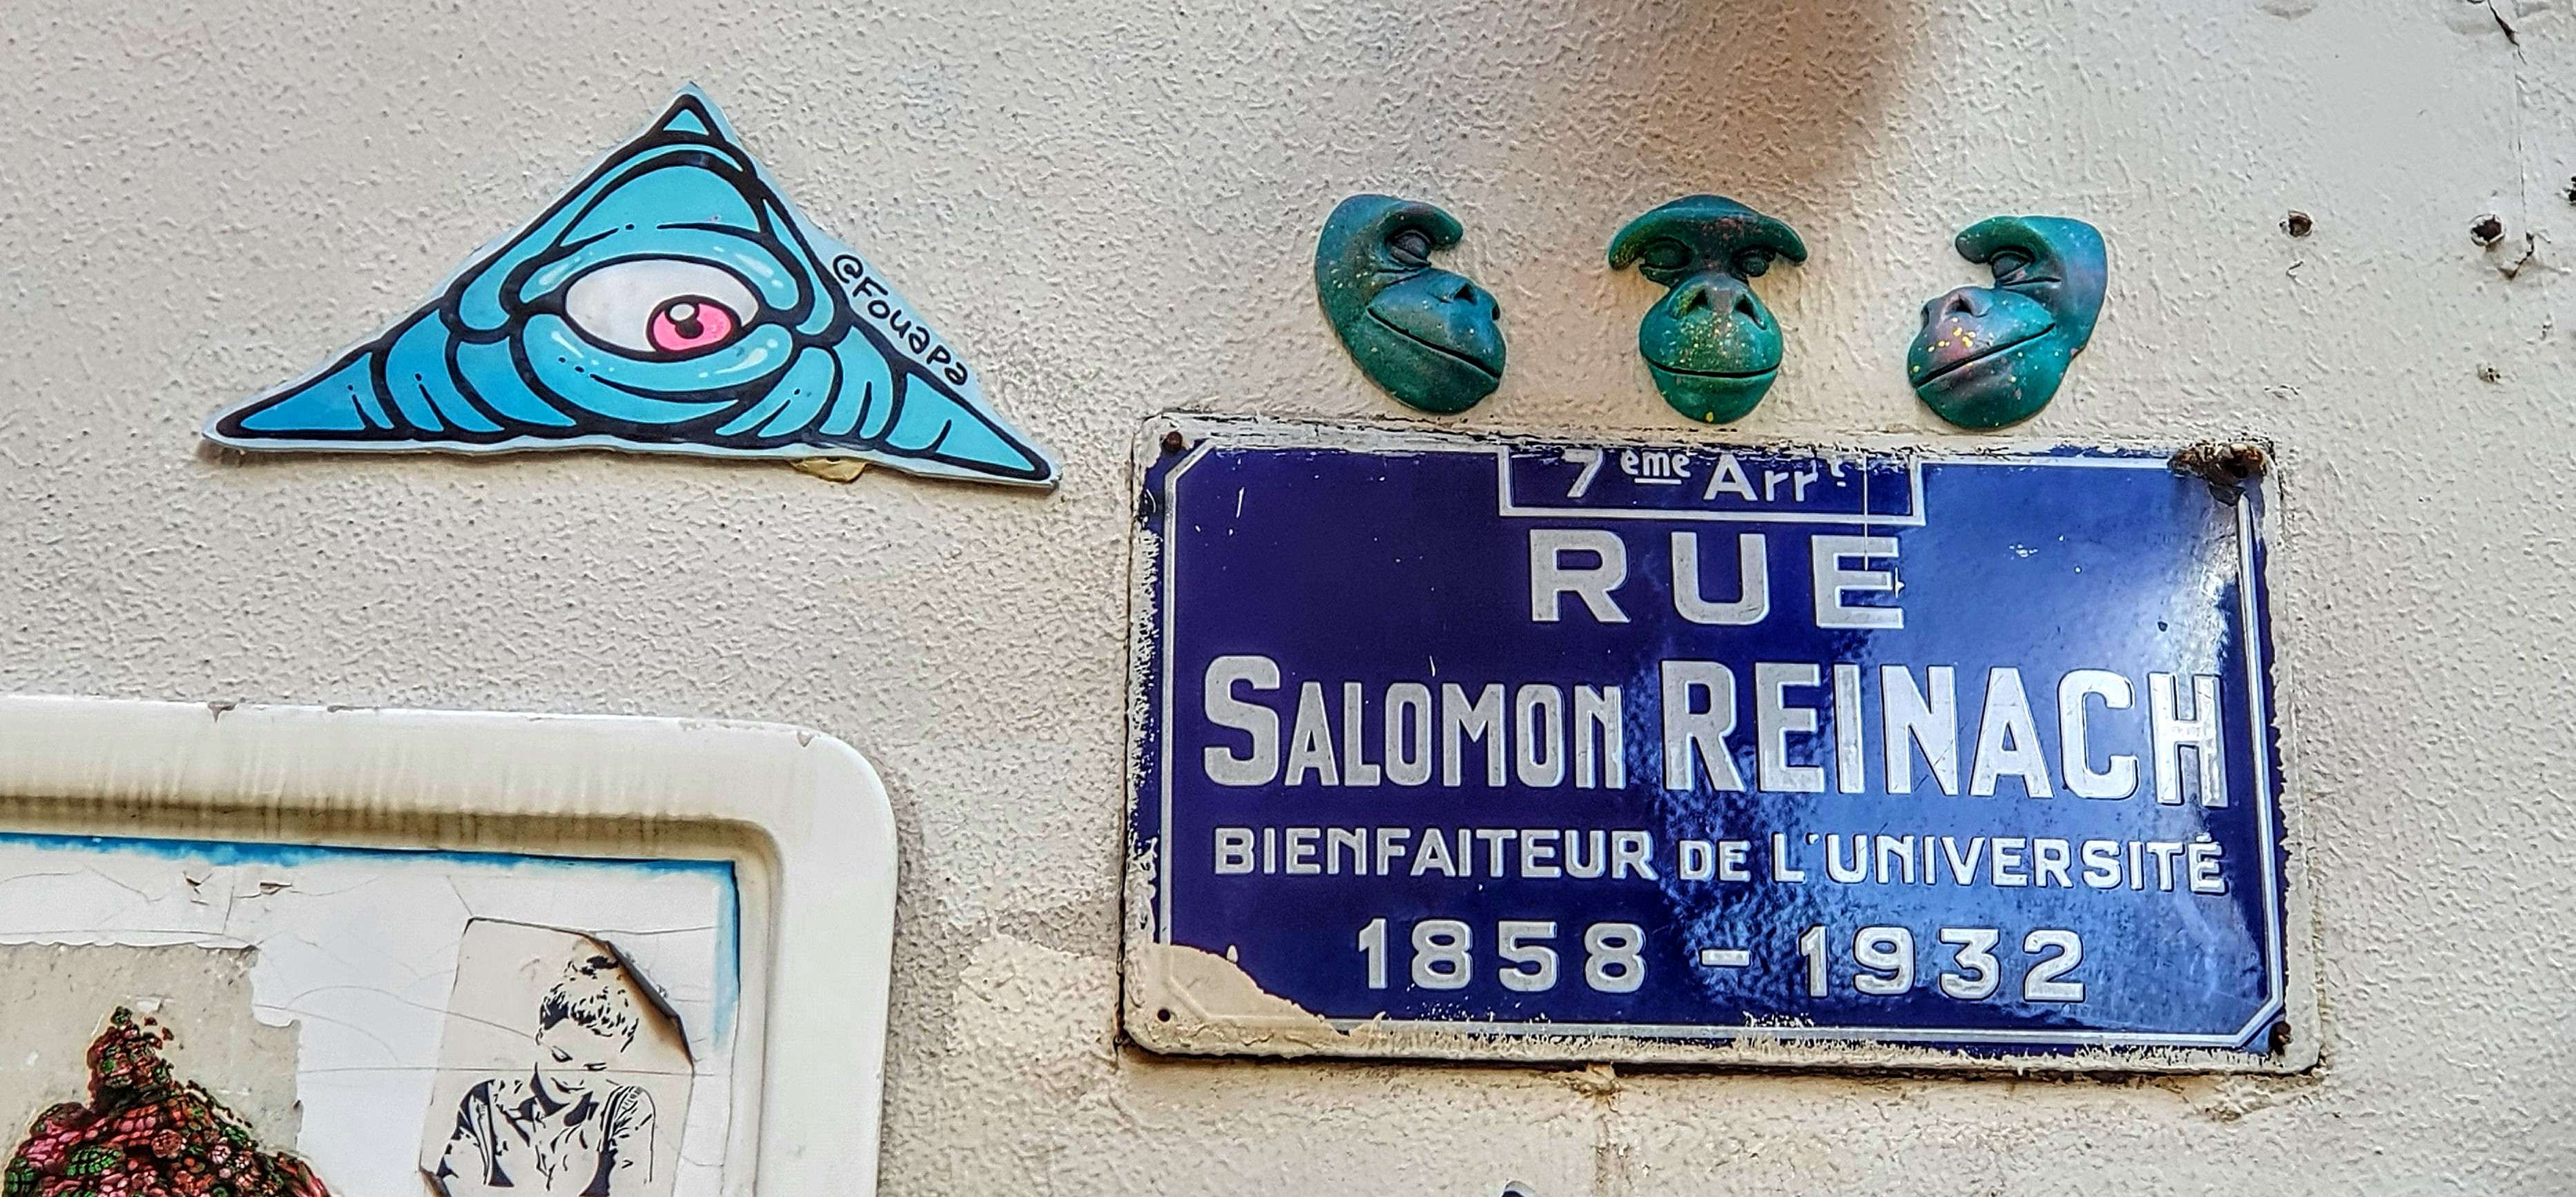 @Fouapa
7ème Arrt
RUE
SALOMON REINACH
BIENFAITEUR DE L'UNIVERSITÉ
1858 - 1932